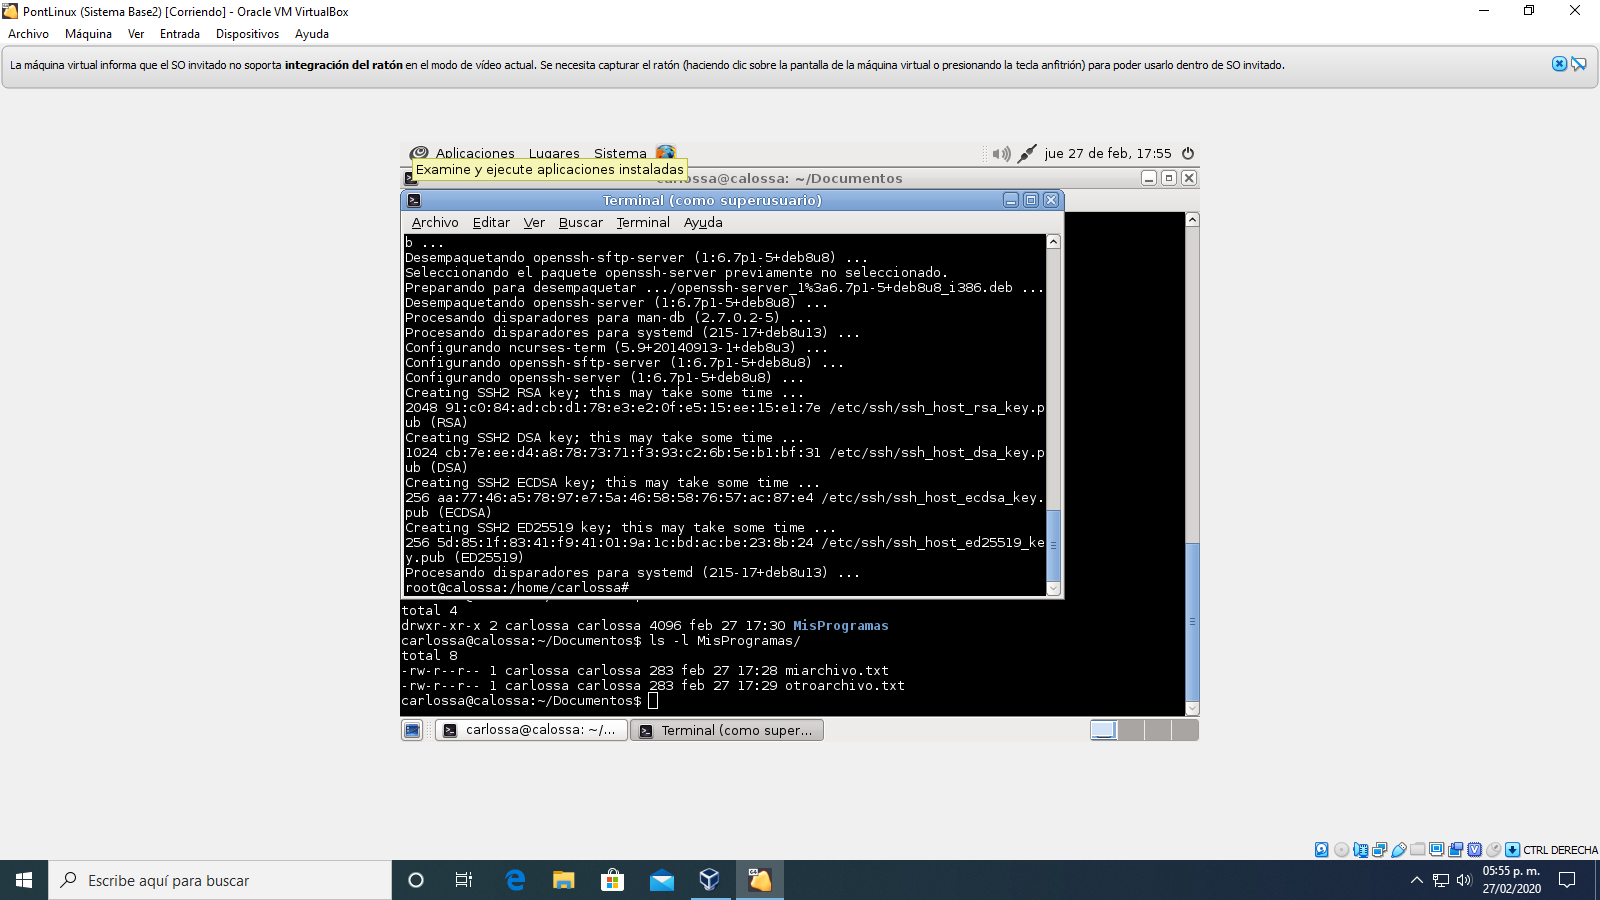 PontLinux (Sistema Base2) [Corriendo] - Oracle VM VirtualBox
Archivo Máquina Ver Entrada Dispositivos Ayuda
La máquina virtual informa que el SO invitado no soporta integración del ratón en el modo de vídeo actual. Se necesita capturar el ratón (haciendo clic sobre la pantalla de la máquina virtual o presionando la tecla anfitrión) para poder usarlo dentro de SO invitado.
Aplicaciones Lugares Sistema jue 27 de feb, 17:55
Examine y ejecute aplicaciones instaladas
carlossa@calossa: ~/Documentos
Terminal (como superusuario)
Archivo Editar Ver Buscar Terminal Ayuda
b ...
Desempaquetando openssh-sftp-server (1:6.7p1-5+deb8u8) ...
Seleccionando el paquete openssh-server previamente no seleccionado.
Preparando para desempaquetar .../openssh-server_1%3a6.7p1-5+deb8u8_i386.deb ...
Desempaquetando openssh-server (1:6.7p1-5+deb8u8) ...
Procesando disparadores para man-db (2.7.0.2-5) ...
Procesando disparadores para systemd (215-17+deb8u13) ...
Configurando ncurses-term (5.9+20140913-1+deb8u3) ...
Configurando openssh-sftp-server (1:6.7p1-5+deb8u8) ...
Configurando openssh-server (1:6.7p1-5+deb8u8) ...
Creating SSH2 RSA key; this may take some time ...
2048 91:c0:84:ad:cb:d1:78:e3:e2:0f:e5:15:ee:15:e1:7e /etc/ssh/ssh_host_rsa_key.p
ub (RSA)
Creating SSH2 DSA key; this may take some time ...
1024 cb:7e:ee:d4:a8:78:73:71:f3:93:c2:6b:5e:b1:bf:31 /etc/ssh/ssh_host_dsa_key.p
ub (DSA)
Creating SSH2 ECDSA key; this may take some time ...
256 aa:77:46:a5:78:97:e7:5a:46:58:58:76:57:ac:87:e4 /etc/ssh/ssh_host_ecdsa_key.
pub (ECDSA)
Creating SSH2 ED25519 key; this may take some time ...
256 5d:85:1f:83:41:f9:41:01:9a:1c:bd:ac:be:23:8b:24 /etc/ssh/ssh_host_ed25519_ke
y.pub (ED25519)
Procesando disparadores para systemd (215-17+deb8u13) ...
root@calossa:/home/carlossa#
total 4
drwxr-xr-x 2 carlossa carlossa 4096 feb 27 17:30 MisProgramas
carlossa@calossa:~/Documentos$ ls -l MisProgramas/
total 8
-rw-r--r-- 1 carlossa carlossa 283 feb 27 17:28 miarchivo.txt
-rw-r--r-- 1 carlossa carlossa 283 feb 27 17:29 otroarchivo.txt
carlossa@calossa:~/Documentos$
carlossa@calossa: ~/... Terminal (como super...
CTRL DERECHA
Escribe aquí para buscar
05:55 p. m.
27/02/2020